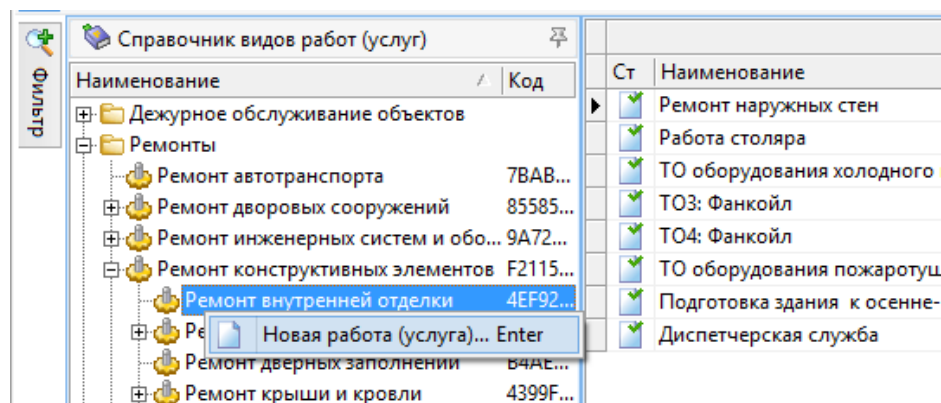 Фильтр
Справочник видов работ (услуг)
Наименование Код
Дежурное обслуживание объектов
Ремонты
Ремонт автотранспорта 7BAB...
Ремонт дворовых сооружений 85585...
Ремонт инженерных систем и обо... 9A72...
Ремонт конструктивных элементов F2115...
Ремонт внутренней отделки 4EF92...
Новая работа (услуга)... Enter
Ремонт дверных заполнений B4AE...
Ремонт крыши и кровли 4399F...
Ст Наименование
Ремонт наружных стен
Работа столяра
ТО оборудования холодного
ТО3: Фанкойл
ТО4: Фанкойл
ТО оборудования пожаротуш
Подготовка здания к осенне-
Диспетчерская служба